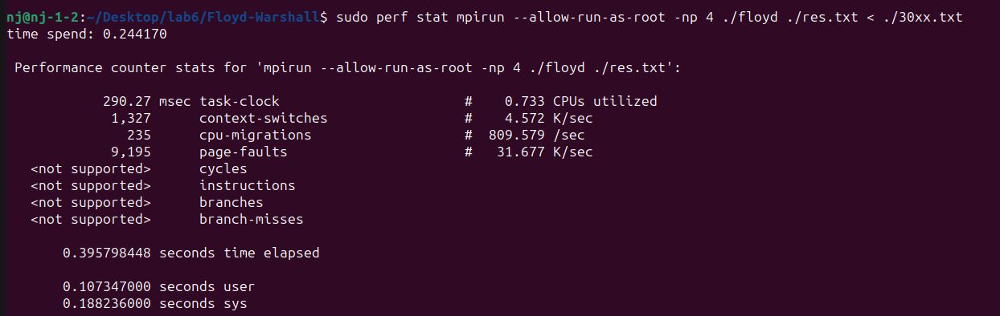 nj@nj-1-2:~/Desktop/lab6/Floyd-Warshall$ sudo perf stat mpirun --allow-run-as-root -np 4 ./floyd ./res.txt < ./30xx.txt
time spend: 0.244170
Performance counter stats for 'mpirun --allow-run-as-root -np 4 ./floyd ./res.txt':
290.27 msec task-clock # 0.733 CPUs utilized
1,327 context-switches # 4.572 K/sec
235 cpu-migrations # 809.579 /sec
9,195 page-faults # 31.677 K/sec
<not supported> cycles
<not supported> instructions
<not supported> branches
<not supported> branch-misses
0.395798448 seconds time elapsed
0.107347000 seconds user
0.188236000 seconds sys